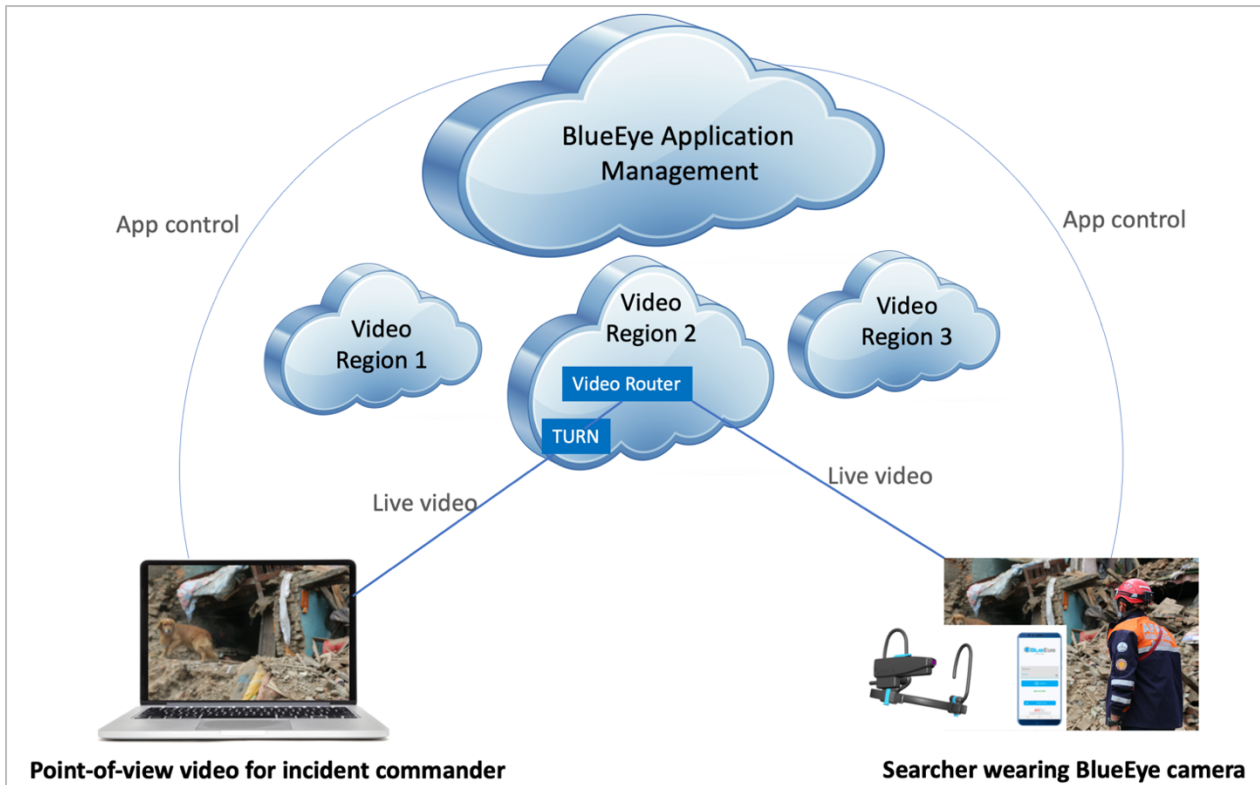 BlueEye Application
Management
App control
App control
Video
Region 1
Video
Region 2
Video
Region 3
Video Router
TURN
Live video
Live video
BlueEye
Point-of-view video for incident commander
Searcher wearing BlueEye camera